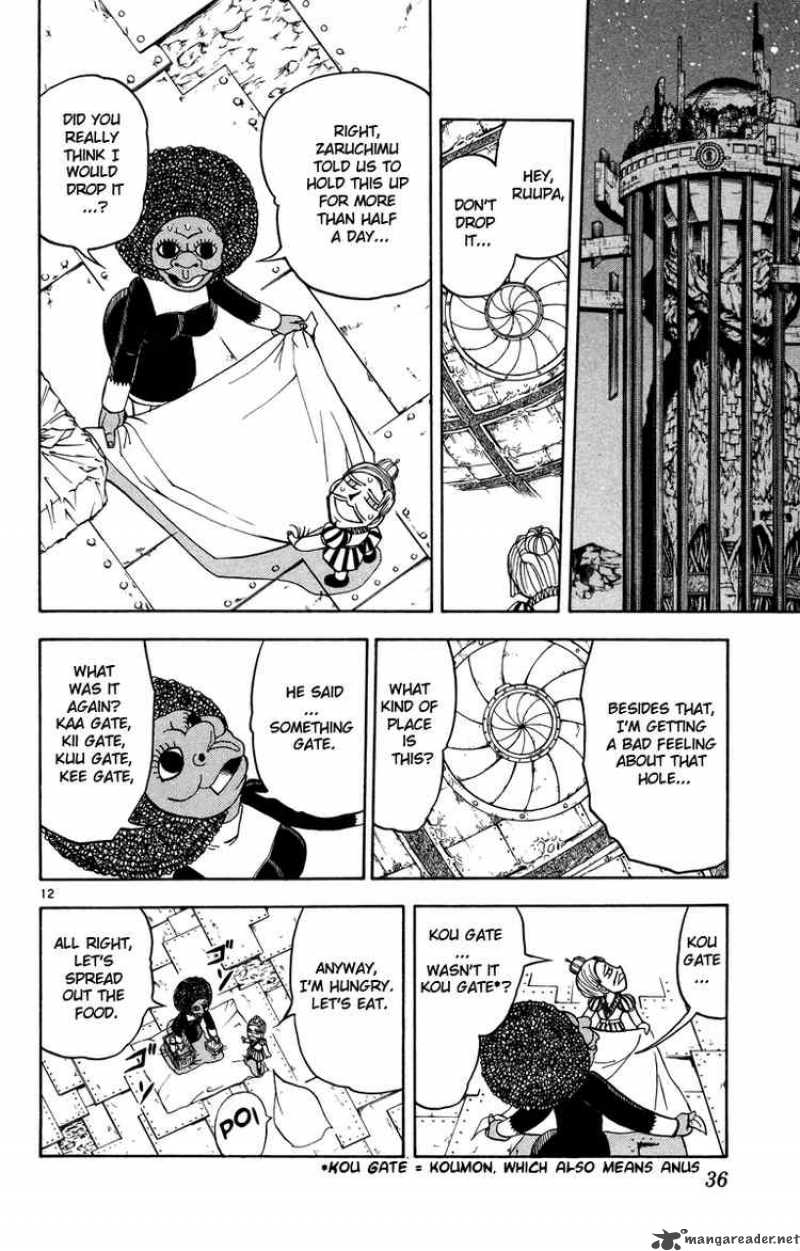 HEY,
RUUPA,
DON'T
DROP
IT...
RIGHT,
ZARUCHIMU
TOLD US TO
HOLD THIS UP
FOR MORE
THAN HALF
A DAY...
DID YOU
REALLY
THINK I
WOULD
DROP IT
...?
BESIDES THAT,
I'M GETTING
A BAD FEELING
ABOUT THAT
HOLE...
WHAT
KIND OF
PLACE
IS
THIS?
HE SAID
...
SOMETHING
GATE.
WHAT
WAS IT
AGAIN?
KAA GATE,
KII GATE,
KUU GATE,
KEE GATE,
12
KOU
GATE
...
KOU GATE
...
WASN'T IT
KOU GATE*?
ANYWAY,
I'M HUNGRY.
LET'S EAT.
ALL RIGHT,
LET'S
SPREAD
OUT THE
FOOD.
ゴ゛
ゴ゛
POI
*KOU GATE = KOUMON, WHICH ALSO MEANS ANUS
36
mangareader.net